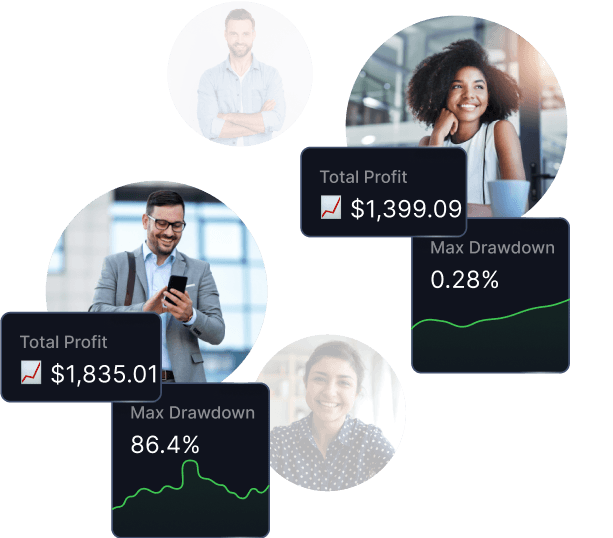 Total Profit
$1,399.09
Max Drawdown
0.28%
Total Profit
$1,835.01
Max Drawdown
86.4%